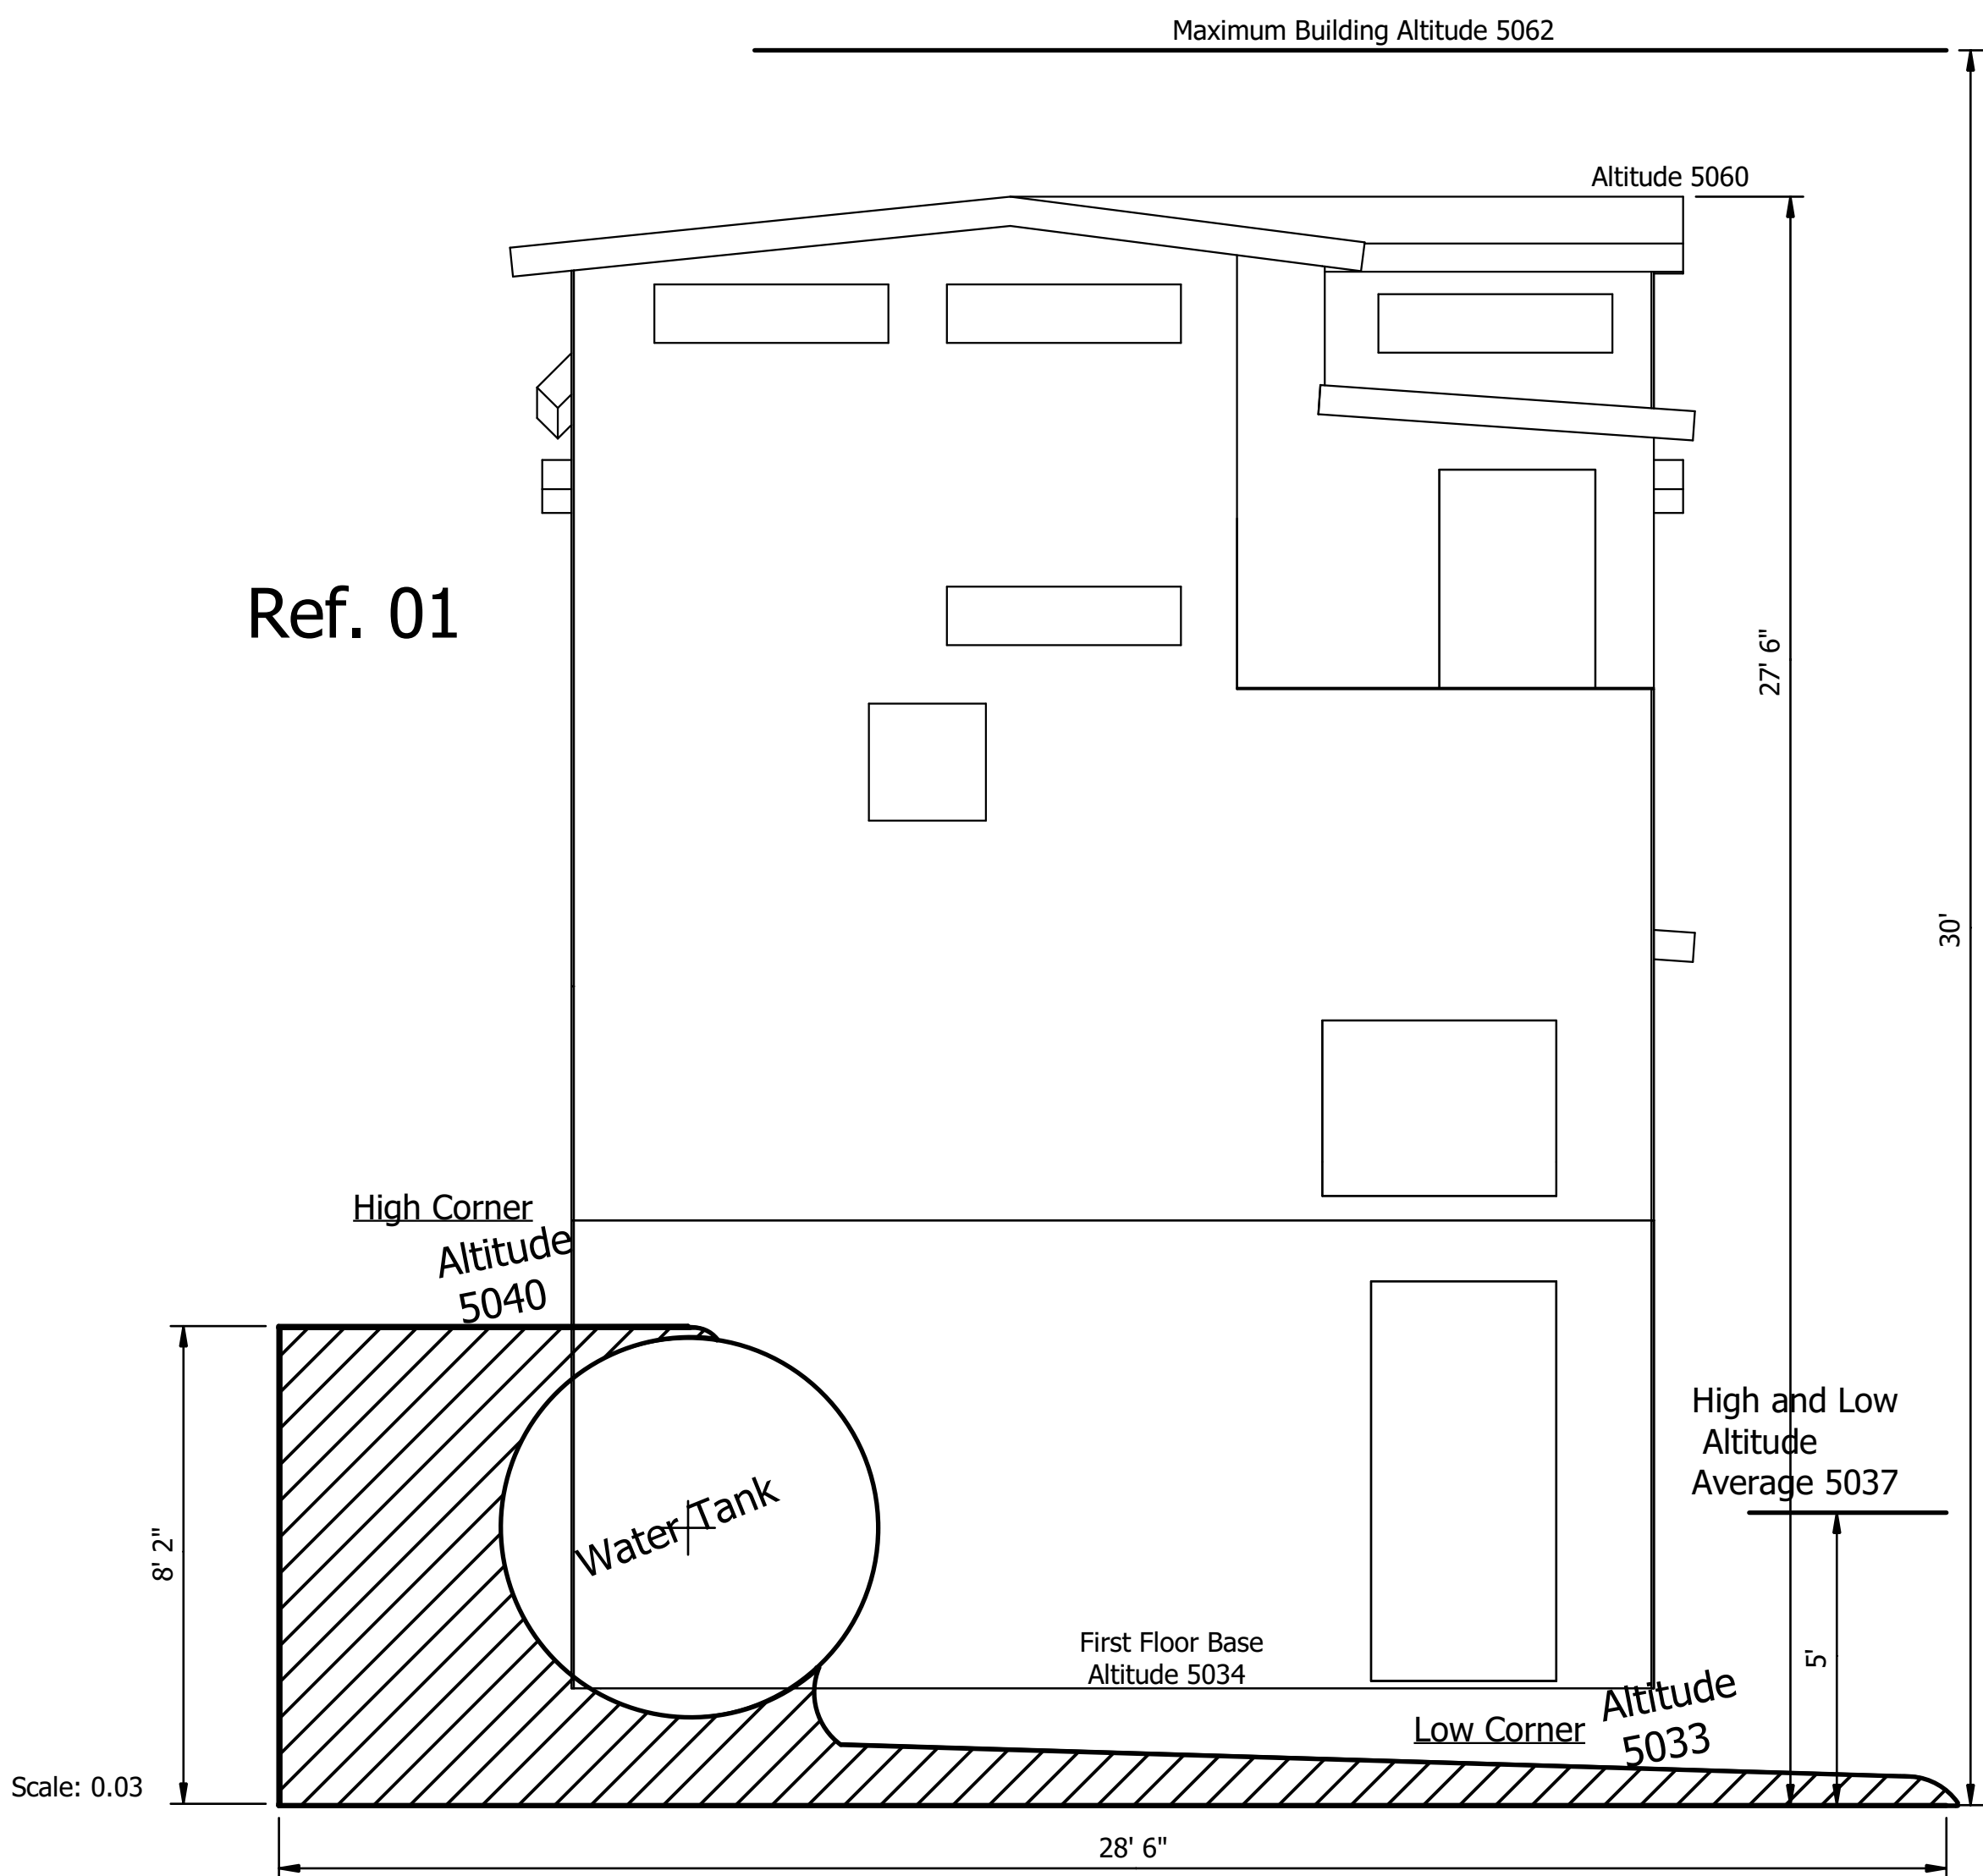 Maximum Building Altitude 5062
Altitude 5060
Ref. 01
27' 6"
30'
High Corner
Altitude
5040
High and Low
Altitude
Average 5037
8' 2"
Water Tank
First Floor Base
Altitude 5034
5'
Altitude
5033
Low Corner
Scale: 0.03
28' 6"